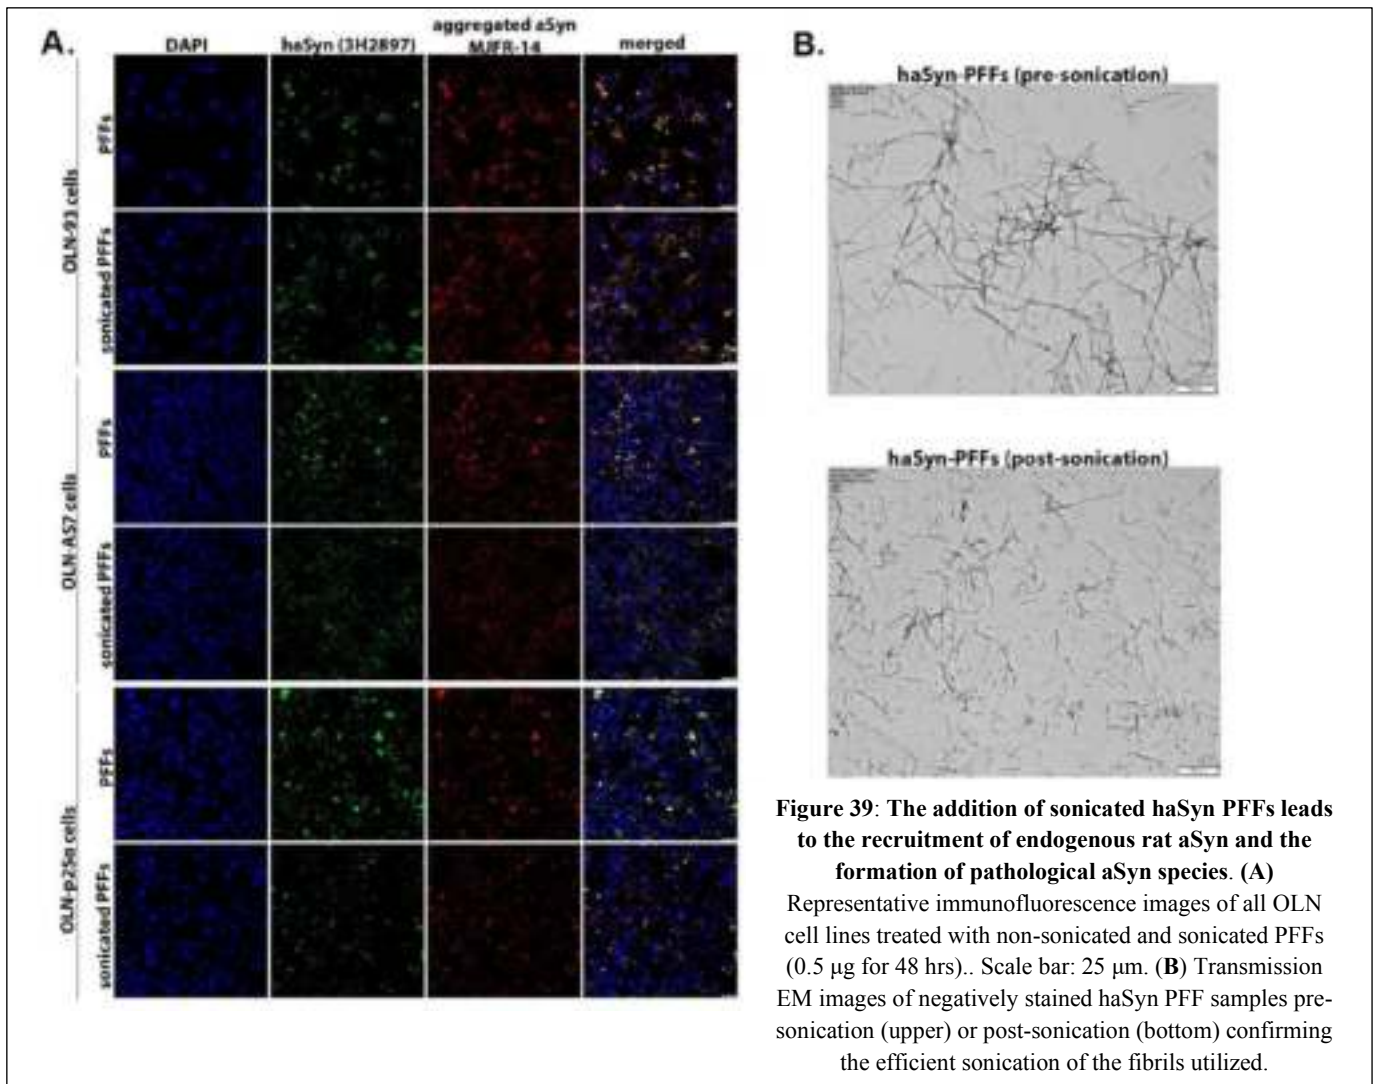 A.
DAPI
haSyn (3H2897)
aggregated aSyn
MJFR-14
merged
OLN-93 cells
PFFs
sonicated PFFs
OLN-A57 cells
PFFs
sonicated PFFs
OLN-p25α cells
PFFs
sonicated PFFs
B.
haSyn-PFFs (pre-sonication)
haSyn-PFFs (post-sonication)
Figure 39: The addition of sonicated haSyn PFFs leads
to the recruitment of endogenous rat aSyn and the
formation of pathological aSyn species. (A)
Representative immunofluorescence images of all OLN
cell lines treated with non-sonicated and sonicated PFFs
(0.5 μg for 48 hrs).. Scale bar: 25 μm. (B) Transmission
EM images of negatively stained haSyn PFF samples pre-
sonication (upper) or post-sonication (bottom) confirming
the efficient sonication of the fibrils utilized.